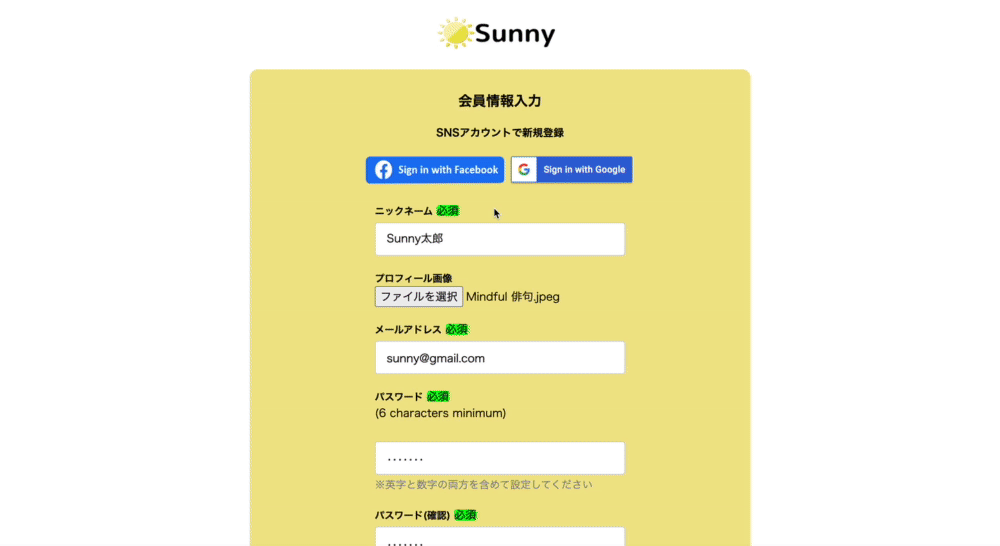 Sunny
会員情報入力
SNSアカウントで新規登録
Sign in with Facebook
Sign in with Google
ニックネーム 必須
Sunny太郎
プロフィール画像
ファイルを選択 Mindful 俳句.jpeg
メールアドレス 必須
sunny@gmail.com
パスワード 必須
(6 characters minimum)
·······
※英字と数字の両方を含めて設定してください
パスワード(確認) 必須
·······